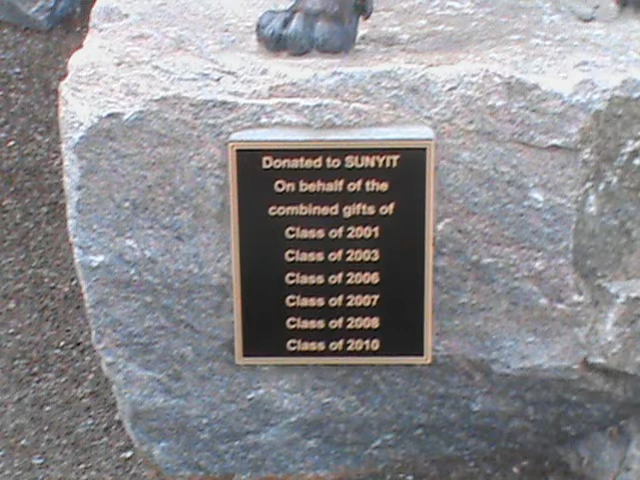 Donated to SUNYIT
On behalf of the
combined gifts of
Class of 2001
Class of 2003
Class of 2006
Class of 2007
Class of 2008
Class of 2010